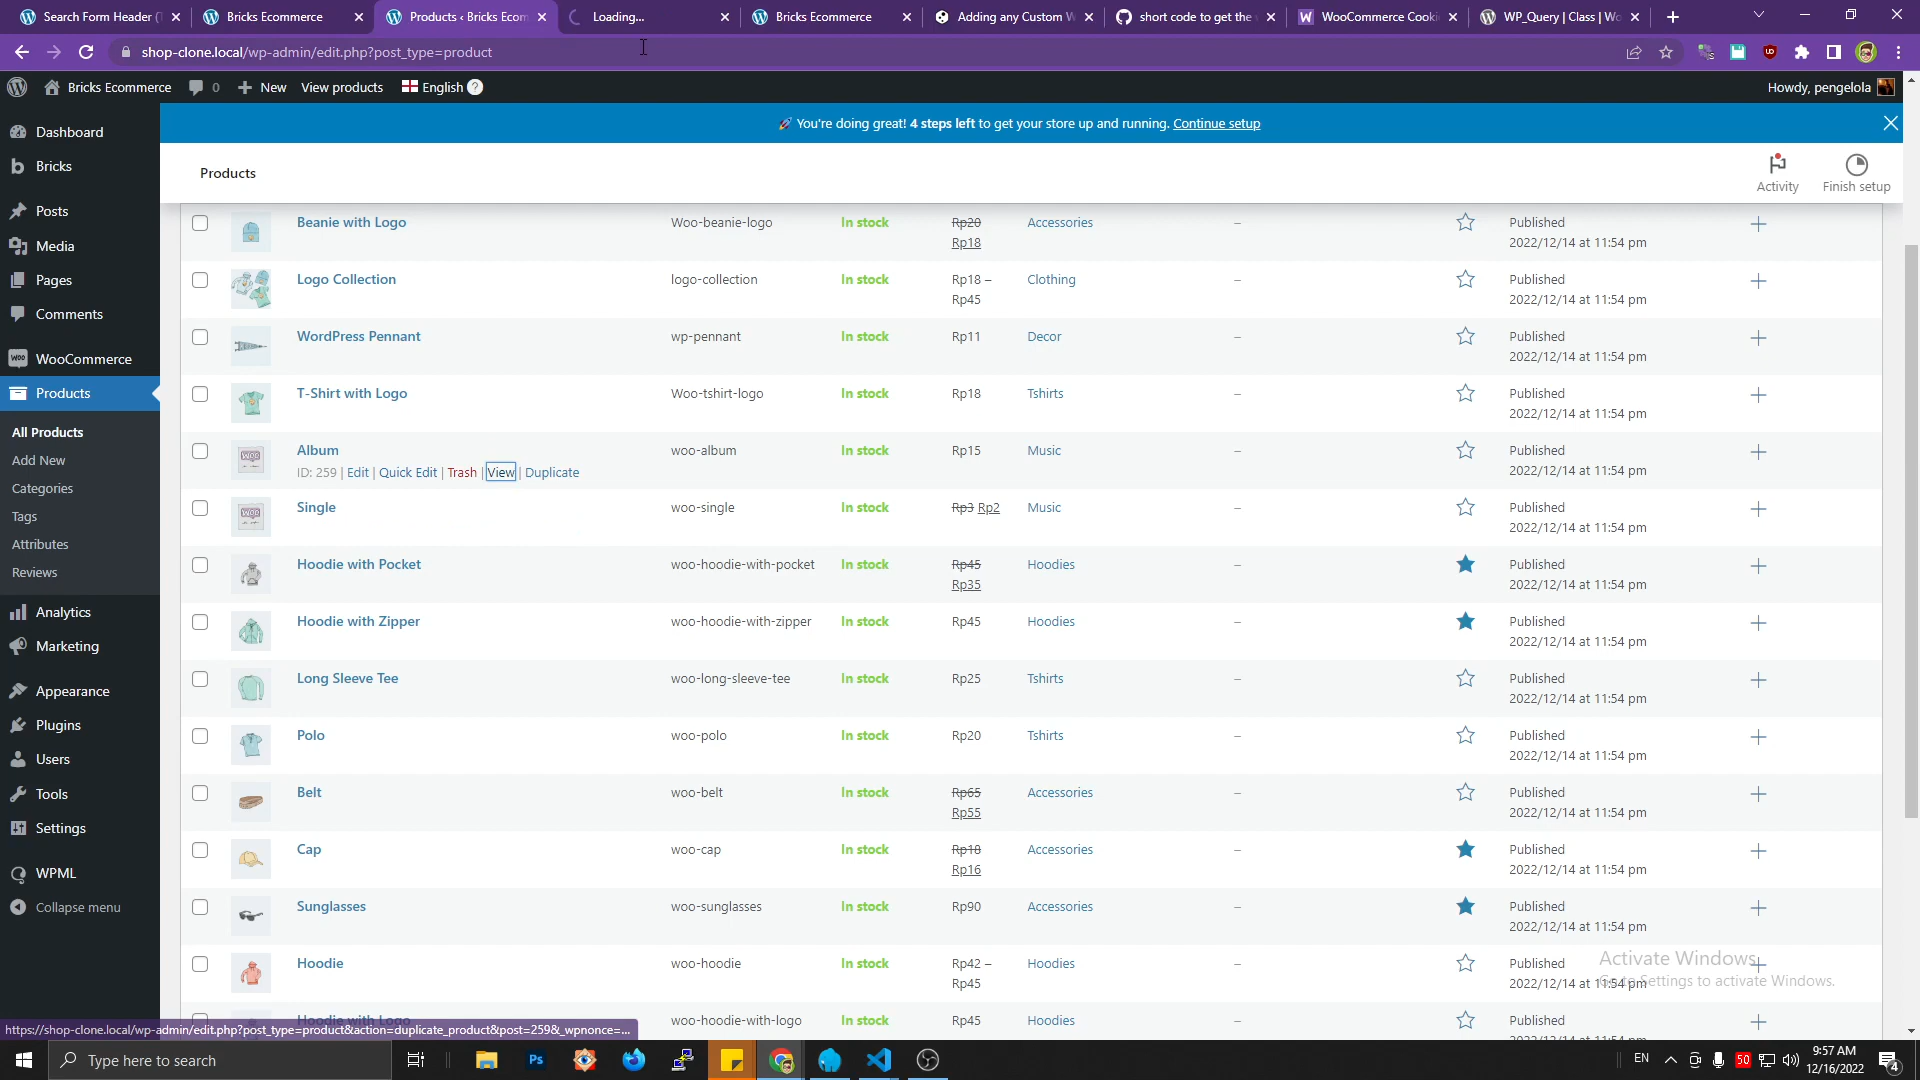 Search Form Header (
Bricks Ecommerce
Products ‹ Bricks Ecom
Loading...
Bricks Ecommerce
Adding any Custom W
short code to get the
WooCommerce Cooki
WP_Query | Class | Wo
shop-clone.local/wp-admin/edit.php?post_type=product
Bricks Ecommerce
0
New
View products
English
Howdy, pengelola
You're doing great! 4 steps left to get your store up and running. Continue setup
Products
Activity
Finish setup
Dashboard
Bricks
Posts
Media
Pages
Comments
WooCommerce
Products
All Products
Add New
Categories
Tags
Attributes
Reviews
Analytics
Marketing
Appearance
Plugins
Users
Tools
Settings
WPML
Collapse menu
Beanie with Logo Woo-beanie-logo In stock Rp20 Accessories – Published
Rp18 2022/12/14 at 11:54 pm
Logo Collection logo-collection In stock Rp18 – Clothing – Published
Rp45 2022/12/14 at 11:54 pm
WordPress Pennant wp-pennant In stock Rp11 Decor – Published
2022/12/14 at 11:54 pm
T-Shirt with Logo Woo-tshirt-logo In stock Rp18 Tshirts – Published
2022/12/14 at 11:54 pm
Album woo-album In stock Rp15 Music – Published
ID: 259 | Edit | Quick Edit | Trash | View | Duplicate 2022/12/14 at 11:54 pm
Single woo-single In stock Rp3 Rp2 Music – Published
2022/12/14 at 11:54 pm
Hoodie with Pocket woo-hoodie-with-pocket In stock Rp45 Hoodies – Published
Rp35 2022/12/14 at 11:54 pm
Hoodie with Zipper woo-hoodie-with-zipper In stock Rp45 Hoodies – Published
2022/12/14 at 11:54 pm
Long Sleeve Tee woo-long-sleeve-tee In stock Rp25 Tshirts – Published
2022/12/14 at 11:54 pm
Polo woo-polo In stock Rp20 Tshirts – Published
2022/12/14 at 11:54 pm
Belt woo-belt In stock Rp65 Accessories – Published
Rp55 2022/12/14 at 11:54 pm
Cap woo-cap In stock Rp18 Accessories – Published
Rp16 2022/12/14 at 11:54 pm
Sunglasses woo-sunglasses In stock Rp90 Accessories – Published
2022/12/14 at 11:54 pm
Hoodie woo-hoodie In stock Rp42 – Hoodies – Published
Rp45 2022/12/14 at 11:54 pm
Hoodie with Logo woo-hoodie-with-logo In stock Rp45 Hoodies – Published
Activate Windows
Go to Settings to activate Windows.
https://shop-clone.local/wp-admin/edit.php?post_type=product&action=duplicate_product&post=259&_wpnonce=...
Type here to search
EN
50
9:57 AM
12/16/2022
4